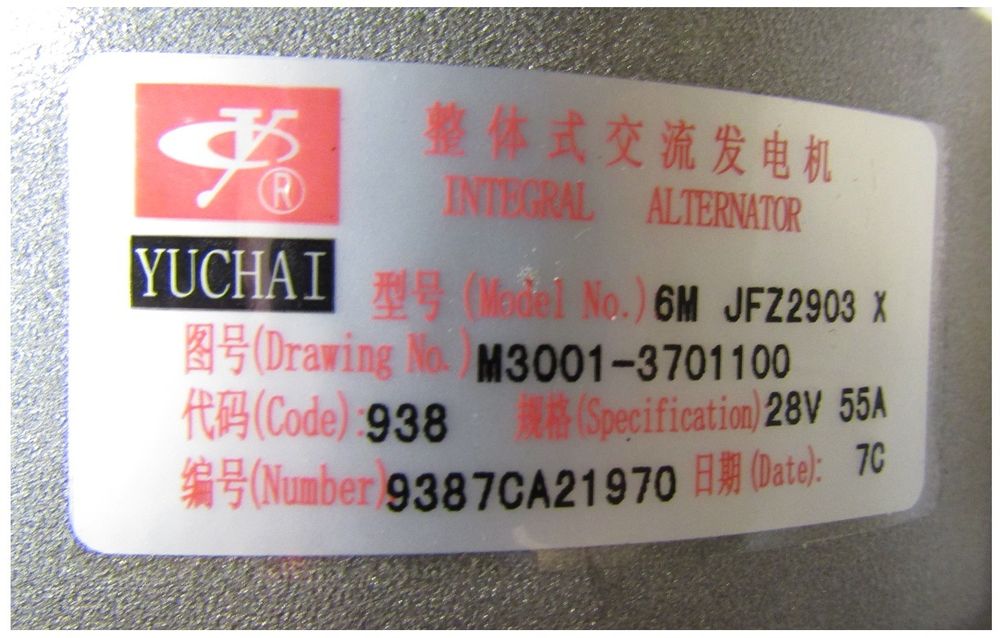 整体式交流发电机
INTEGRAL ALTERNATOR
®
YUCHAI
型号(Model No.)6M JFZ2903 X
图号(Drawing No.)M3001-3701100
代码(Code):938 规格(Specification)28V 55A
编号(Number)9387CA21970 日期(Date): 7C